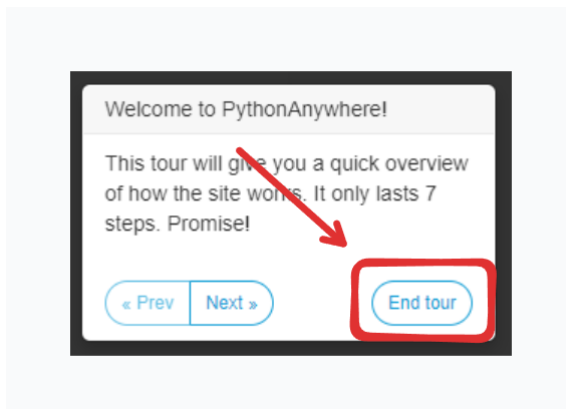 Welcome to PythonAnywhere!
This tour will give you a quick overview
of how the site works. It only lasts 7
steps. Promise!
« Prev Next » End tour